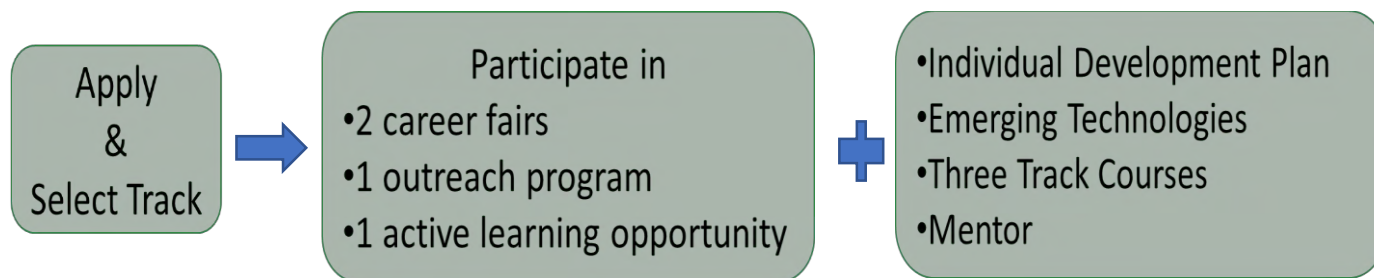 Apply
&
Select Track
Participate in
•2 career fairs
•1 outreach program
•1 active learning opportunity
•Individual Development Plan
•Emerging Technologies
•Three Track Courses
•Mentor